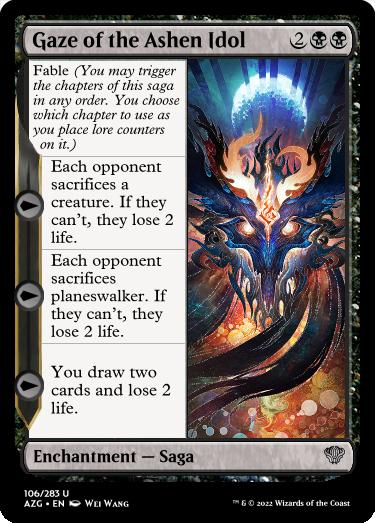 Gaze of the Ashen Idol 2
Fable (You may trigger
the chapters of this saga
in any order. You choose
which chapter to use as
you place lore counters
on it.)
Each opponent
sacrifices a
creature. If they
can't, they lose 2
life.
Each opponent
sacrifices
planeswalker. If
they can't, they
lose 2 life.
You draw two
cards and lose 2
life.
Enchantment — Saga
106/283 U
AZG • EN Wei Wang
™ & © 2022 Wizards of the Coast